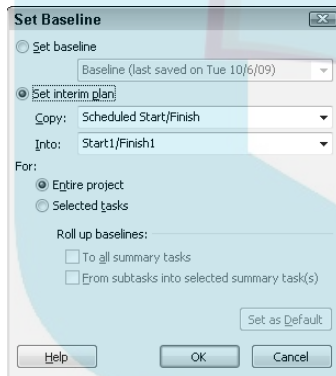 Set Baseline
Set baseline
Baseline (last saved on Tue 10/6/09)
Set interim plan
Copy: Scheduled Start/Finish
Into: Start1/Finish1
For:
Entire project
Selected tasks
Roll up baselines:
To all summary tasks
From subtasks into selected summary task(s)
Set as Default
Help OK Cancel